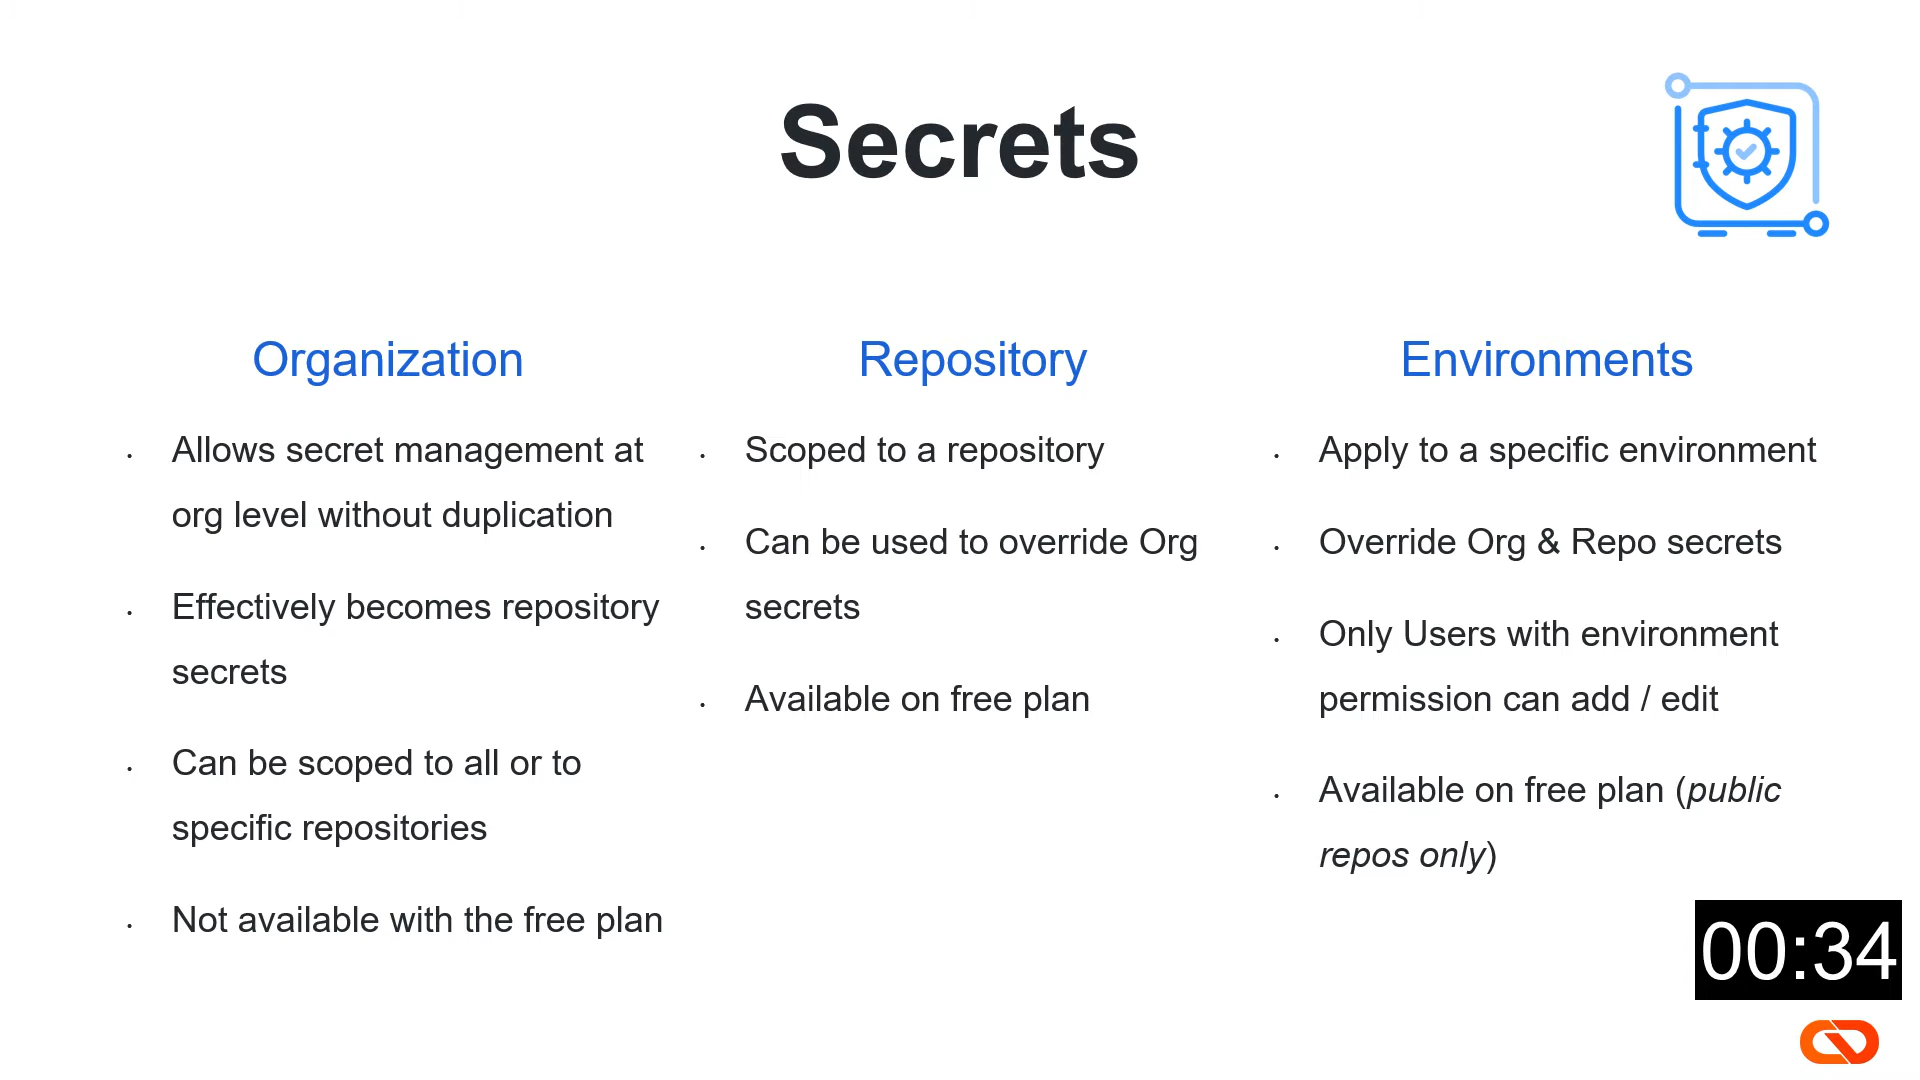 Secrets
Organization
• Allows secret management at
org level without duplication
• Effectively becomes repository
secrets
• Can be scoped to all or to
specific repositories
• Not available with the free plan
Repository
• Scoped to a repository
• Can be used to override Org
secrets
• Available on free plan
Environments
• Apply to a specific environment
• Override Org & Repo secrets
• Only Users with environment
permission can add / edit
• Available on free plan (public
repos only)
00:34